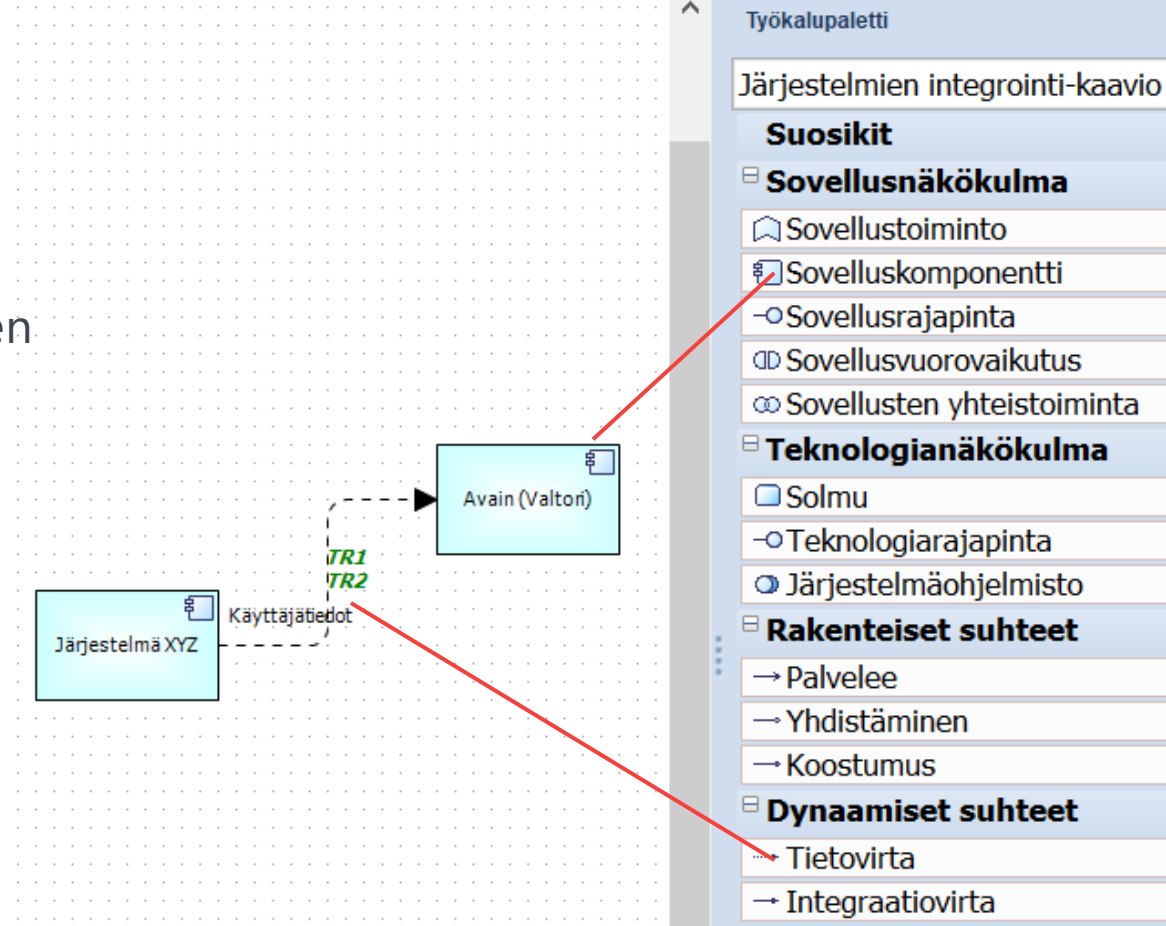 en
Avain (Valtori)
TR1
TR2
Käyttäjätiedot
Järjestelmä XYZ
Työkalupaletti
Järjestelmien integrointi-kaavio
Suosikit
Sovellusnäkökulma
Sovellustoiminto
Sovelluskomponentti
Sovellusrajapinta
Sovellusvuorovaikutus
Sovellusten yhteistoiminta
Teknologianäkökulma
Solmu
Teknologiarajapinta
Järjestelmäohjelmisto
Rakenteiset suhteet
Palvelee
Yhdistäminen
Koostumus
Dynaamiset suhteet
Tietovirta
Integraatiovirta